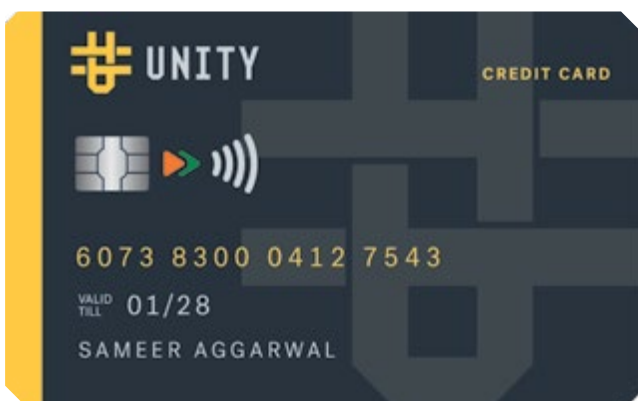 UNITY
CREDIT CARD
6073 8300 0412 7543
VALID
TILL 01/28
SAMEER AGGARWAL